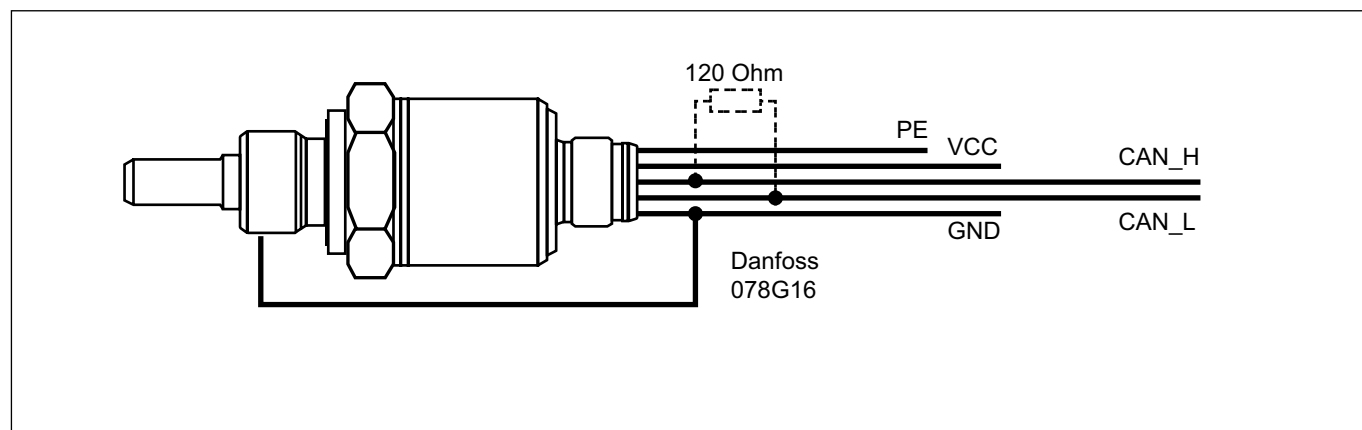 120 Ohm
PE
VCC
CAN_H
GND
CAN_L
Danfoss
078G16